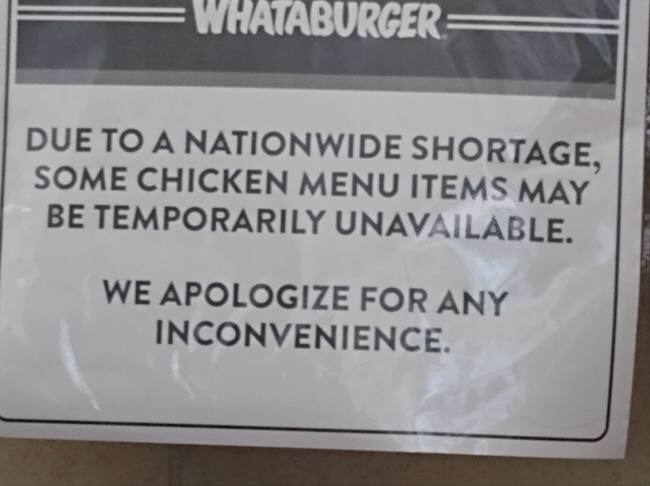 WHATABURGER
DUE TO A NATIONWIDE SHORTAGE,
SOME CHICKEN MENU ITEMS MAY
BE TEMPORARILY UNAVAILABLE.
WE APOLOGIZE FOR ANY
INCONVENIENCE.